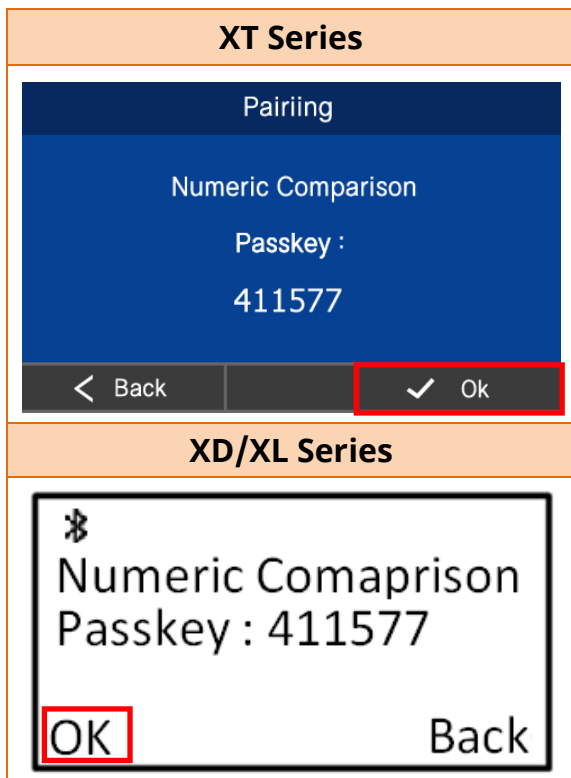 XT Series
Pairiing
Numeric Comparison
Passkey :
411577
Back Ok
XD/XL Series
Numeric Comaprison
Passkey : 411577
OK Back